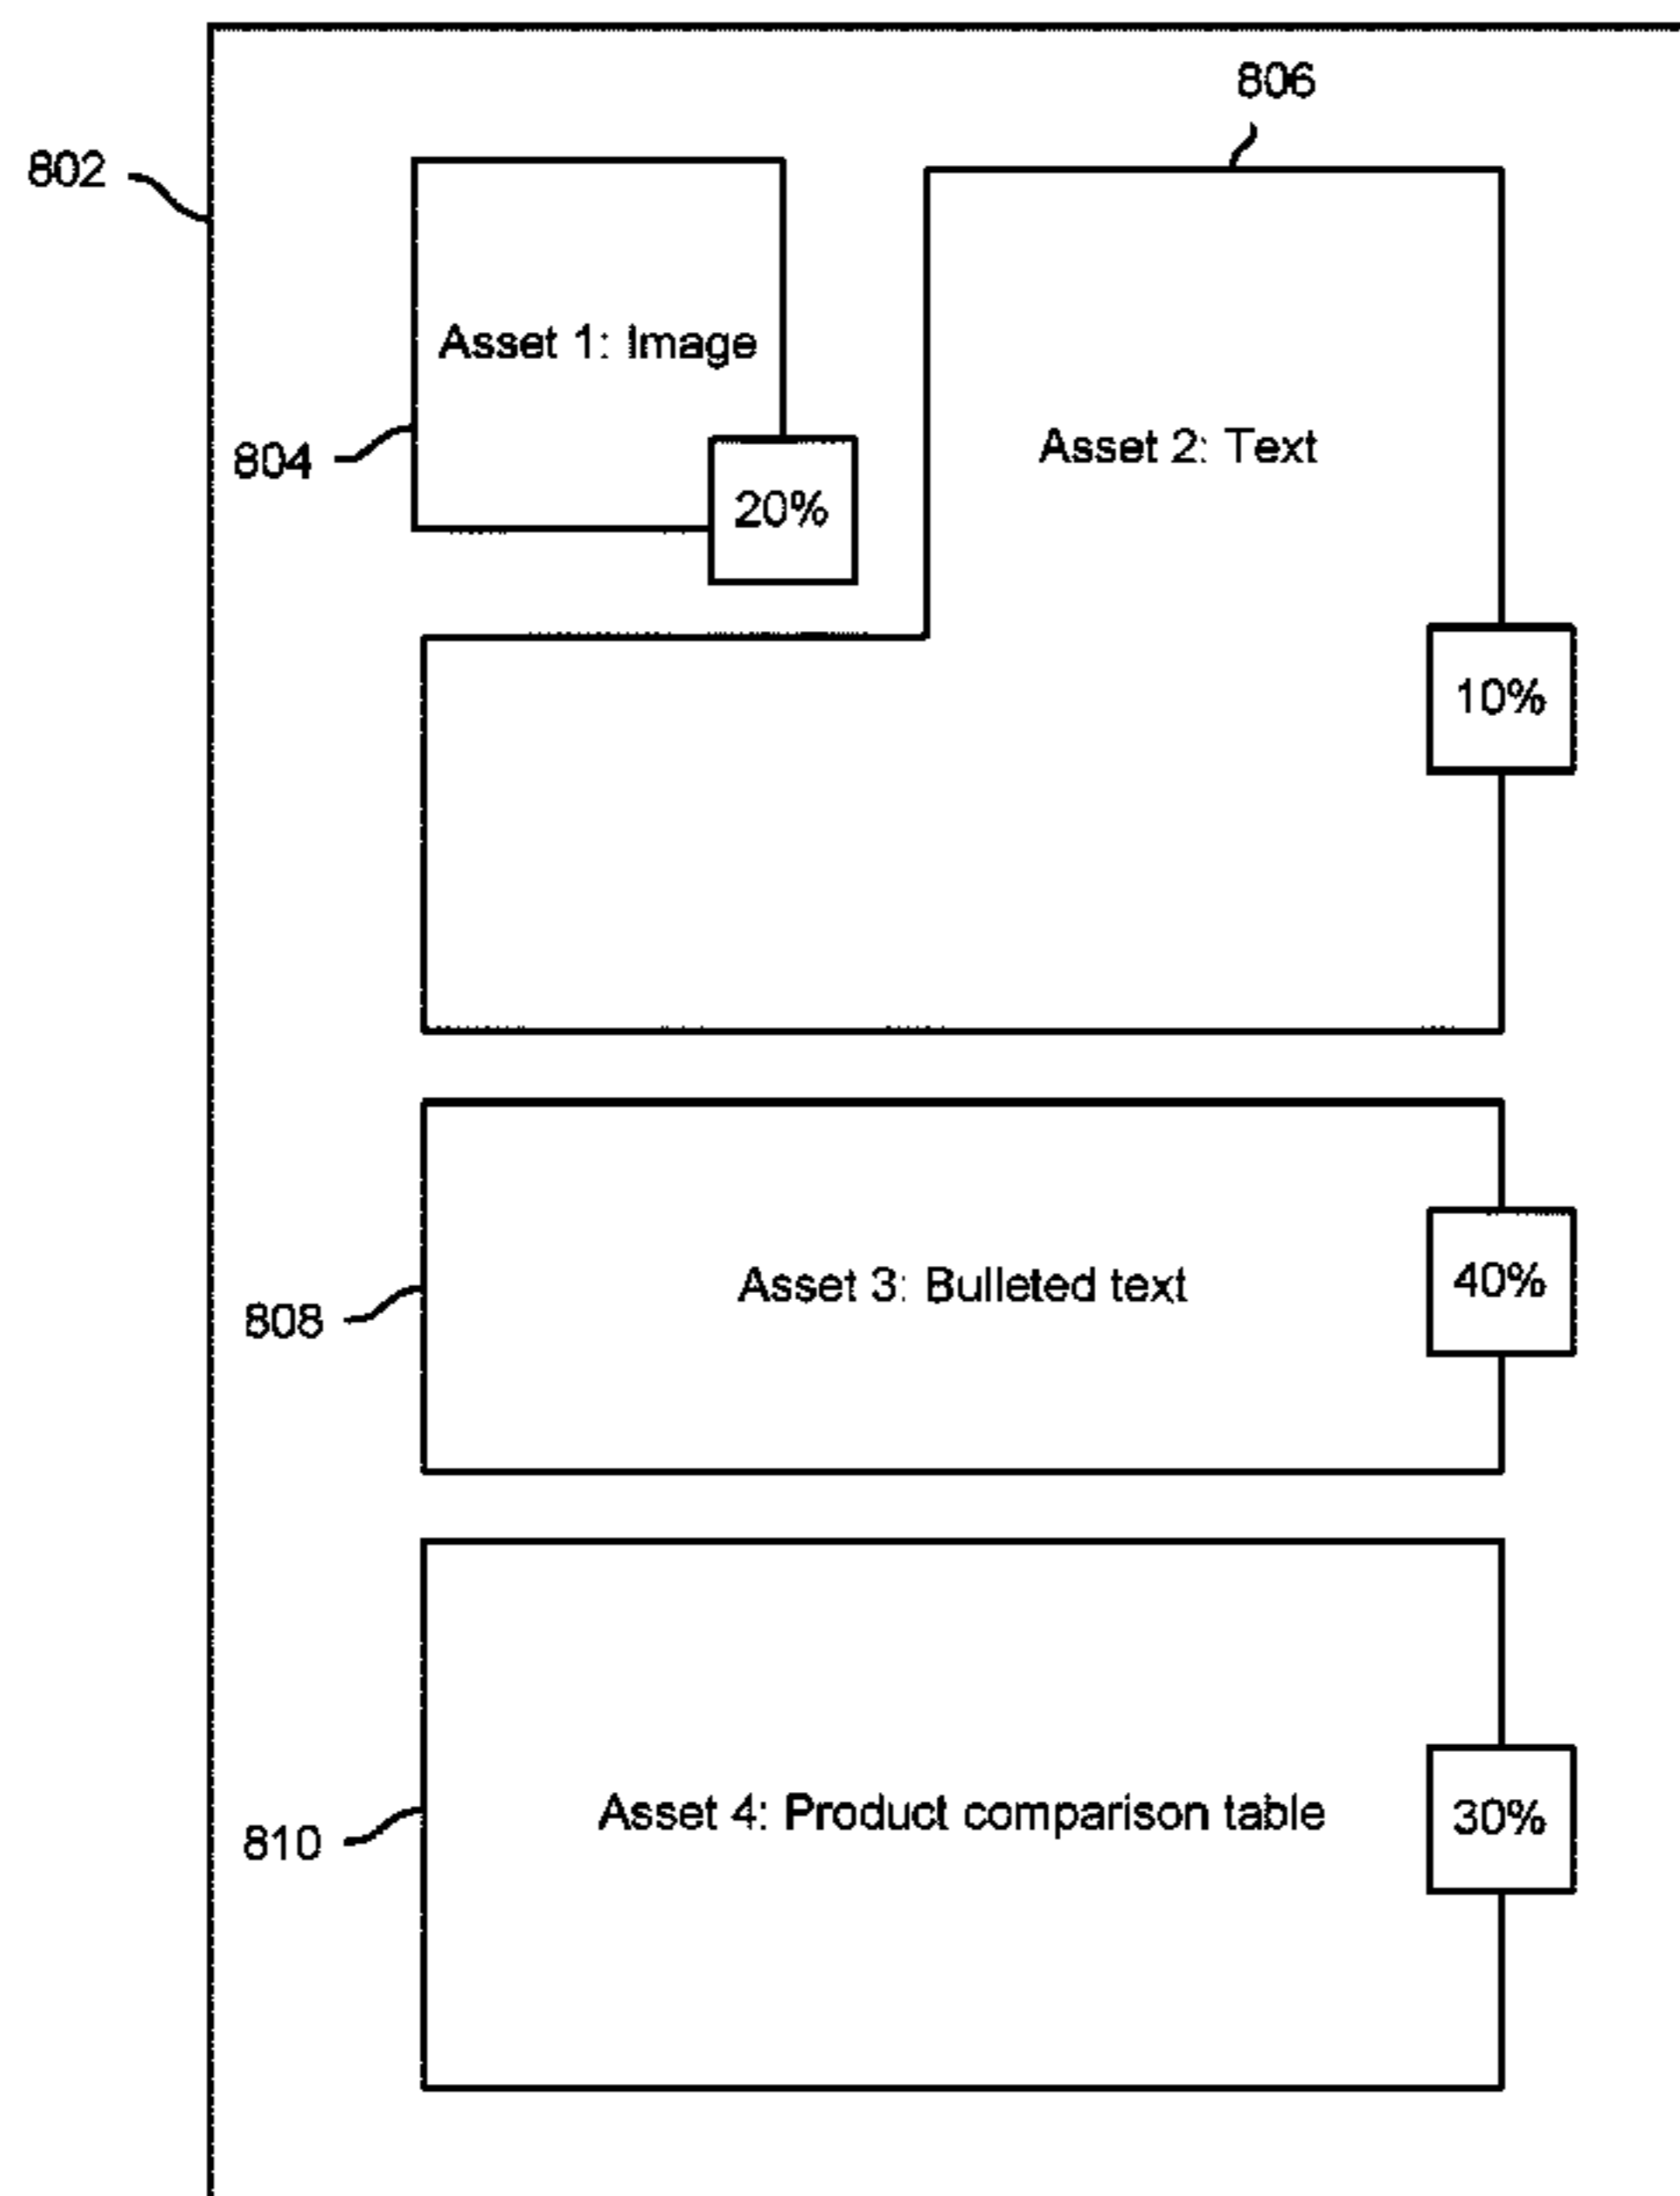 806
802
Asset 1: Image
804
Asset 2: Text
20%
10%
Asset 3: Bulleted text
40%
808
Asset 4: Product comparison table
30%
810